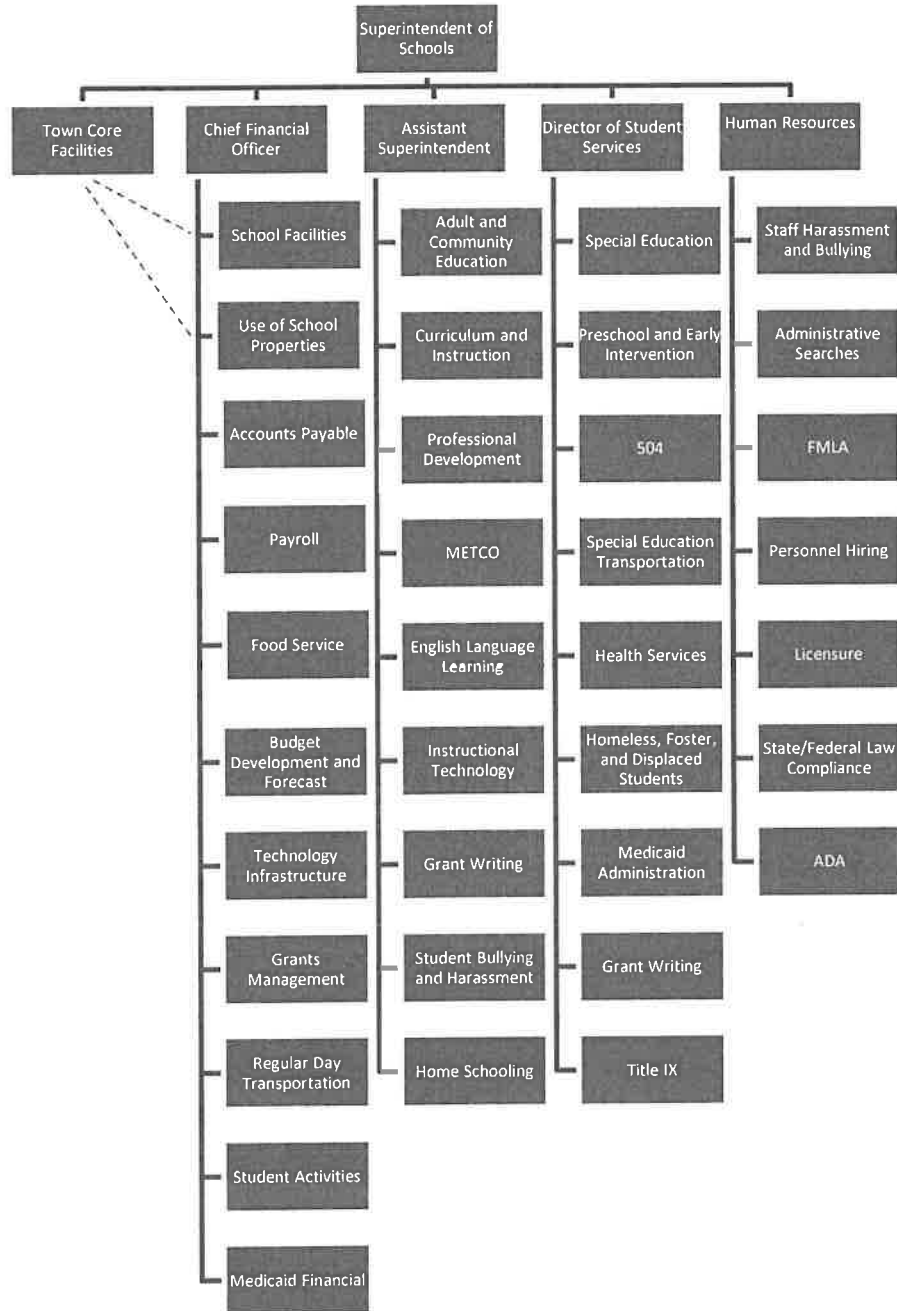 Superintendent of
Schools
Town Core
Facilities
Chief Financial
Officer
Assistant
Superintendent
Director of Student
Services
Human Resources
School Facilities
Use of School
Properties
Accounts Payable
Payroll
Food Service
Budget
Development and
Forecast
Technology
Infrastructure
Grants
Management
Regular Day
Transportation
Student Activities
Medicaid Financial
Adult and
Community
Education
Curriculum and
Instruction
Professional
Development
METCO
English Language
Learning
Instructional
Technology
Grant Writing
Student Bullying
and Harassment
Home Schooling
Special Education
Preschool and Early
Intervention
504
Special Education
Transportation
Health Services
Homeless, Foster,
and Displaced
Students
Medicaid
Administration
Grant Writing
Title IX
Staff Harassment
and Bullying
Administrative
Searches
FMLA
Personnel Hiring
Licensure
State/Federal Law
Compliance
ADA